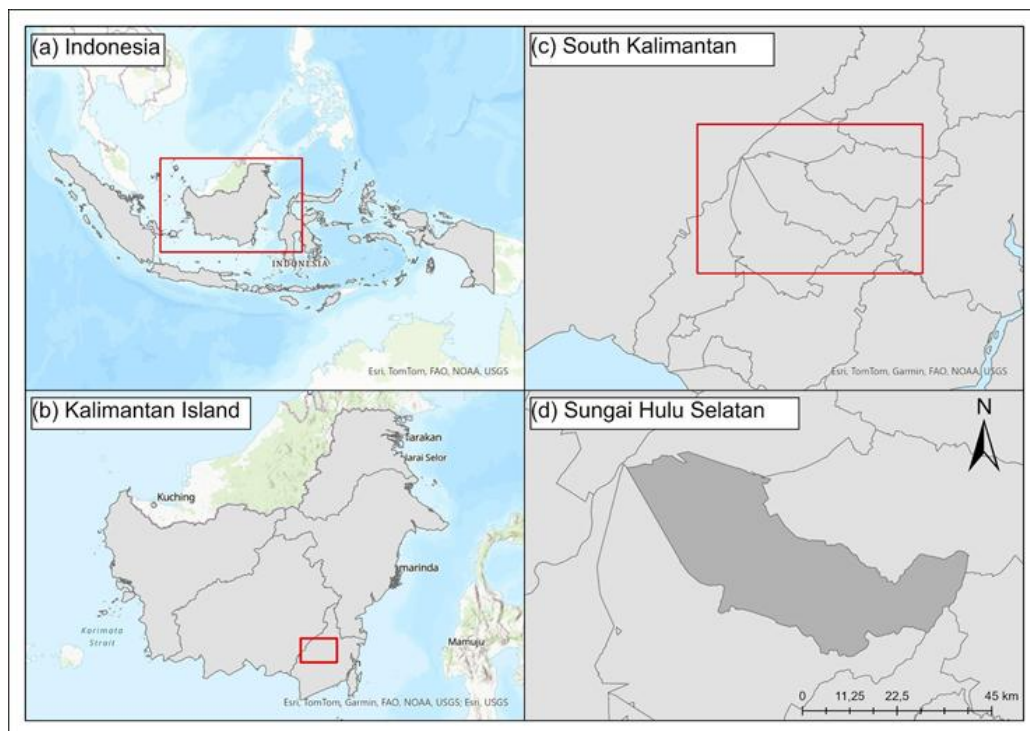 (a) Indonesia
INDONESIA
Esri, TomTom, FAO, NOAA, USGS
(c) South Kalimantan
Esri, TomTom, Garmin, FAO, NOAA, USGS
(b) Kalimantan Island
Tarakan
Kuching
marinda
Karimata
Strait
Mamuju
Esri, TomTom, Garmin, FAO, NOAA, USGS; Esri, USGS
(d) Sungai Hulu Selatan
N
0 11,25 22,5 45 km